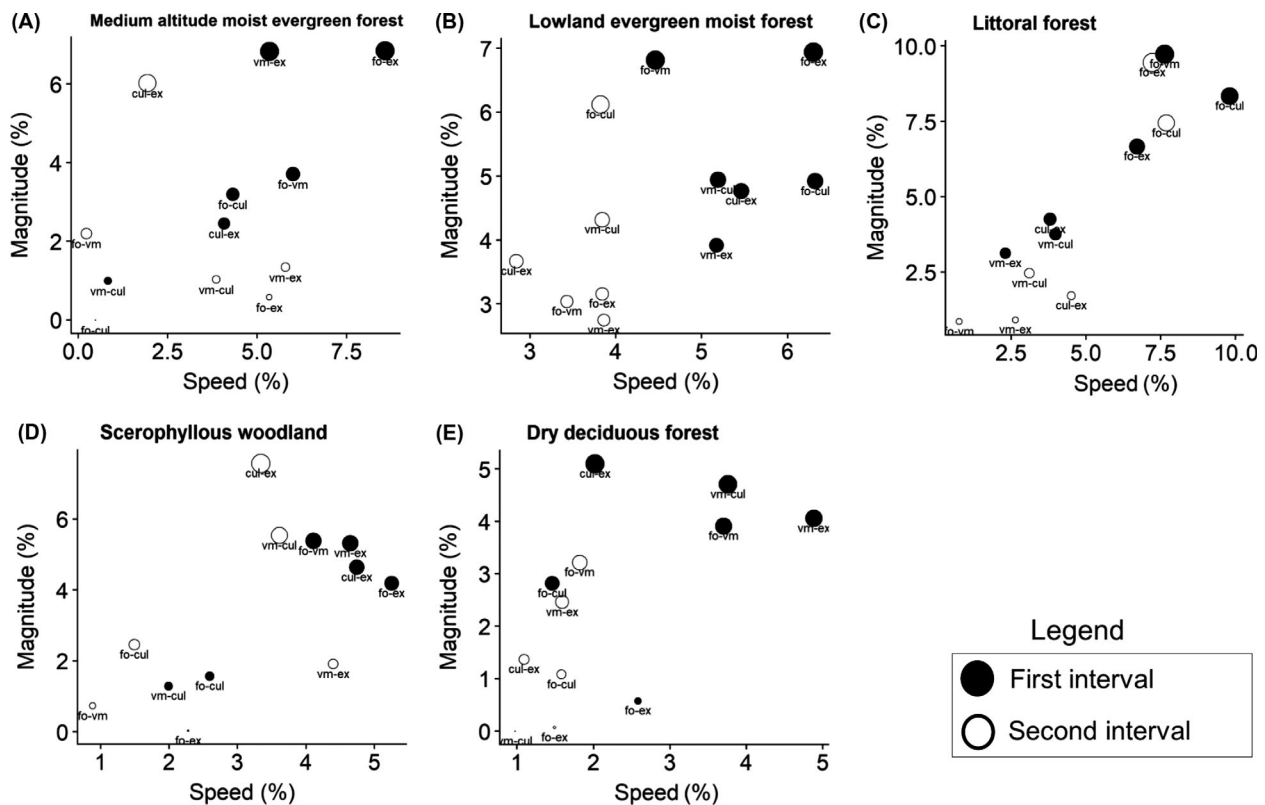 (A) Medium altitude moist evergreen forest
Magnitude (%)
6
4
2
0
vm-ex
fo-ex
cul-ex
fo-vm
fo-cul
cul-ex
fo-vm
vm-ex
vm-cul
vm-cul
fo-ex
fo-cul
0.0 2.5 5.0 7.5
Speed (%)
(B) Lowland evergreen moist forest
Magnitude (%)
7
6
5
4
3
fo-ex
fo-vm
fo-cul
vm-cul
cul-ex
fo-cul
vm-cul
vm-ex
cul-ex
fo-vm
fo-ex
vm-ex
3 4 5 6
Speed (%)
(C) Littoral forest
Magnitude (%)
10.0
7.5
5.0
2.5
fo-vm
fo-ex
fo-cul
fo-cul
fo-ex
cul-ex
vm-cul
vm-ex
vm-cul
cul-ex
fo-vm
vm-ex
2.5 5.0 7.5 10.0
Speed (%)
(D) Scerophyllous woodland
Magnitude (%)
6
4
2
0
cul-ex
vm-cul
fo-vm
vm-ex
cul-ex
fo-ex
fo-cul
vm-cul
fo-cul
vm-ex
fo-vm
fo-ex
1 2 3 4 5
Speed (%)
(E) Dry deciduous forest
Magnitude (%)
5
4
3
2
1
0
cul-ex
vm-cul
fo-vm
vm-ex
fo-vm
fo-cul
vm-ex
cul-ex
fo-cul
fo-ex
vm-cul
fo-ex
1 2 3 4 5
Speed (%)
Legend
First interval
Second interval